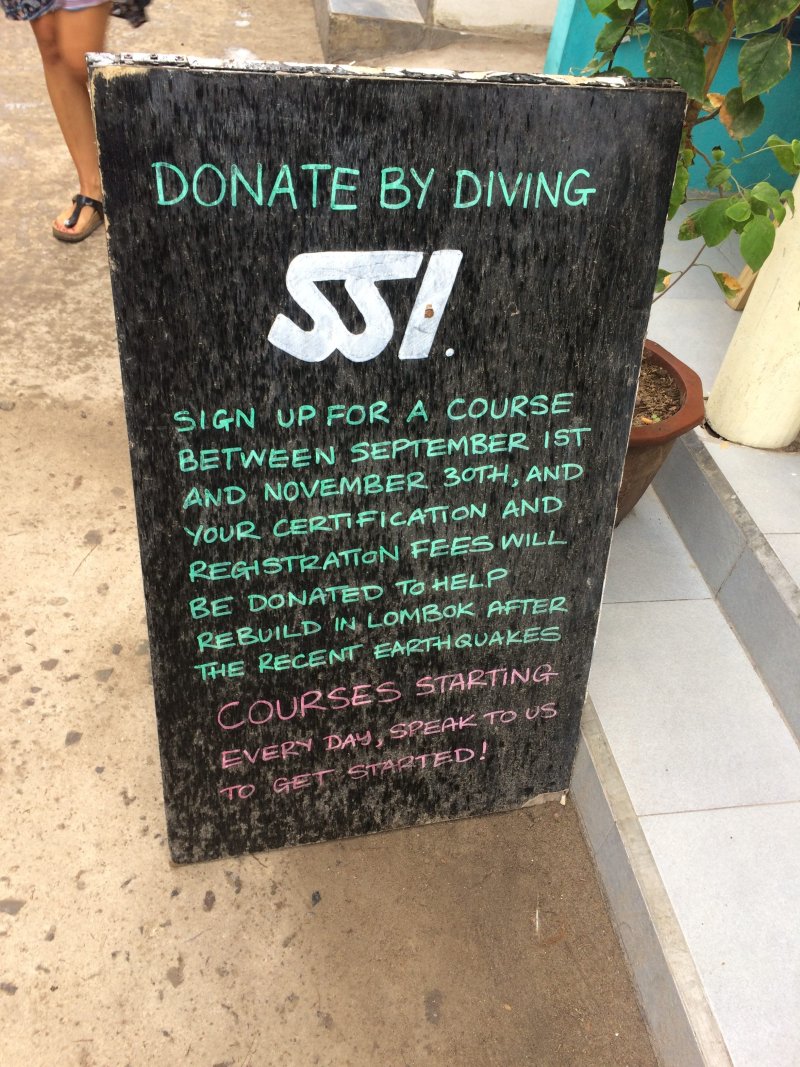 DONATE BY DIVING
SSI.
SIGN UP FOR A COURSE
BETWEEN SEPTEMBER 1ST
AND NOVEMBER 30TH, AND
YOUR CERTIFICATION AND
REGISTRATION FEES WILL
BE DONATED TO HELP
REBUILD IN LOMBOK AFTER
THE RECENT EARTHQUAKES
COURSES STARTING
EVERY DAY, SPEAK TO US
TO GET STARTED!